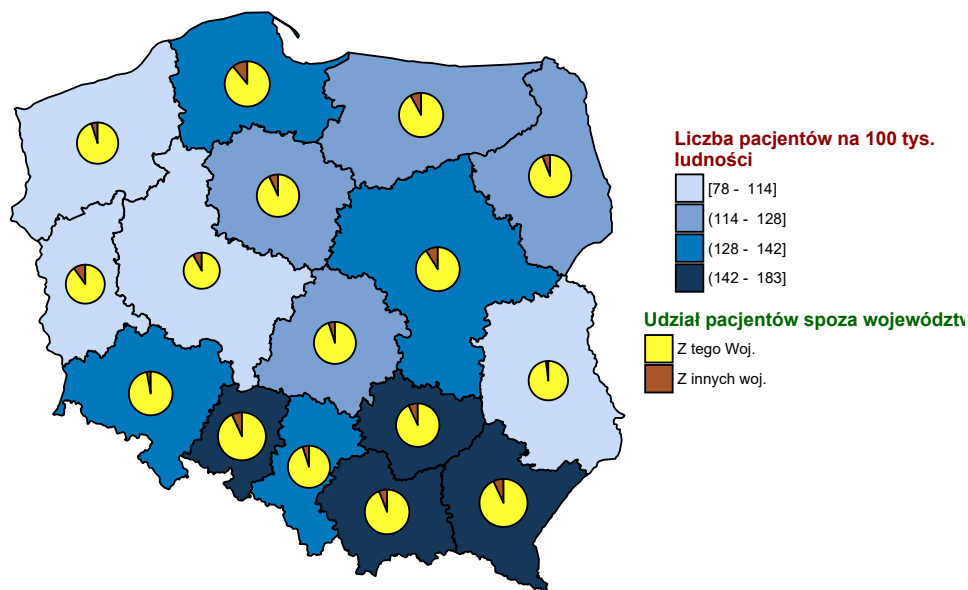 Liczba pacjentów na 100 tys.
ludności
[78 - 114]
(114 - 128]
(128 - 142]
(142 - 183]
Udział pacjentów spoza województw
Z tego Woj.
Z innych woj.